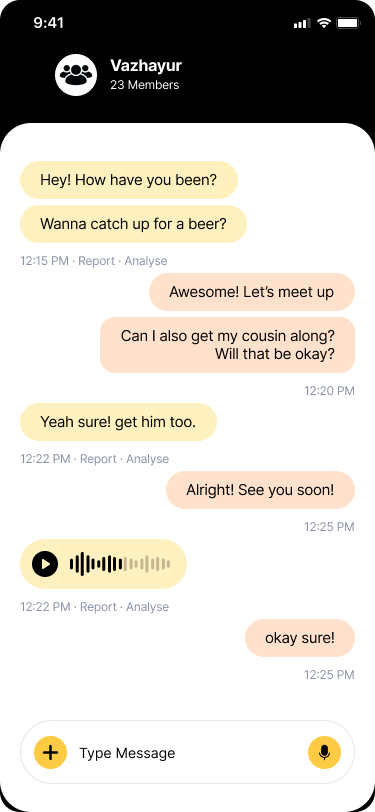 9:41
Vazhayur
23 Members
Hey! How have you been?
Wanna catch up for a beer?
12:15 PM · Report · Analyse
Awesome! Let’s meet up
Can I also get my cousin along?
Will that be okay?
12:20 PM
Yeah sure! get him too.
12:22 PM · Report · Analyse
Alright! See you soon!
12:25 PM
12:22 PM · Report · Analyse
okay sure!
12:25 PM
Type Message